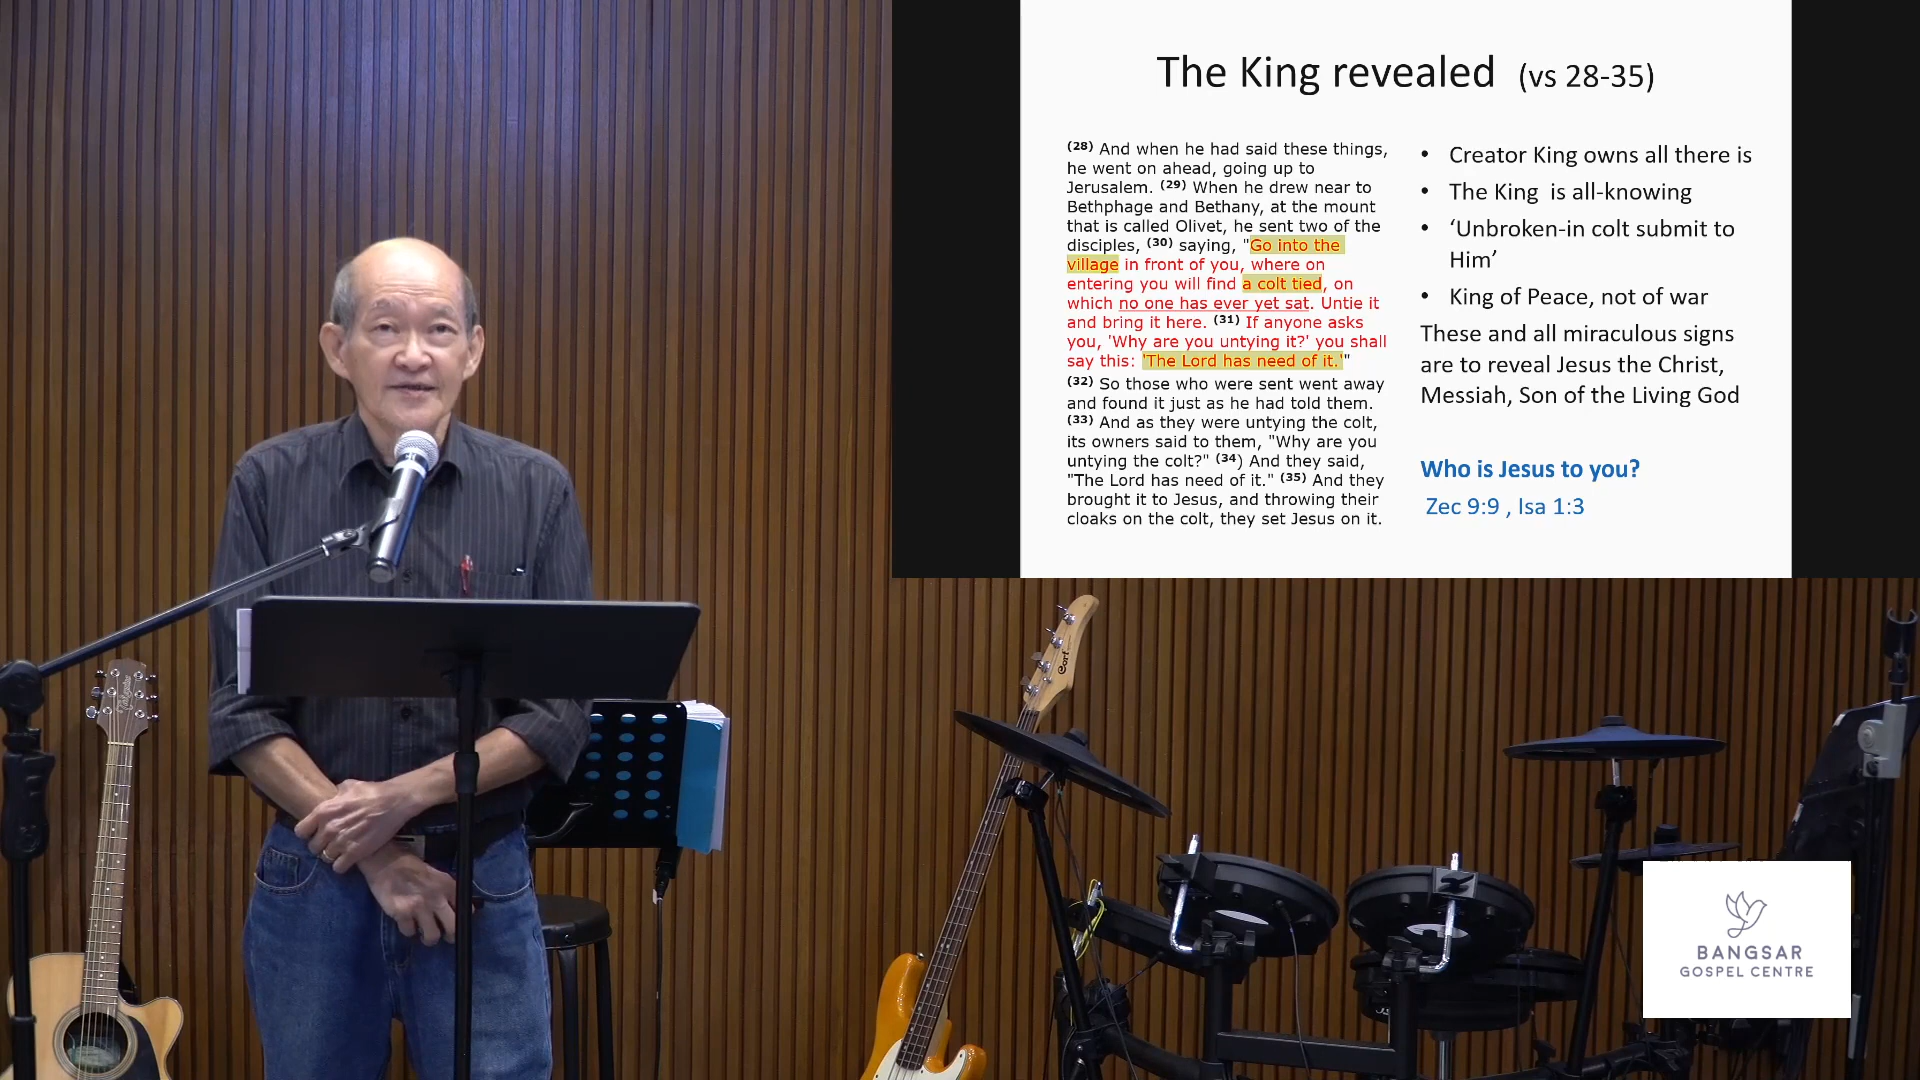 The King revealed (vs 28-35)
(28) And when he had said these things,
he went on ahead, going up to
Jerusalem. (29) When he drew near to
Bethphage and Bethany, at the mount
that is called Olivet, he sent two of the
disciples, (30) saying, "Go into the
village in front of you, where on
entering you will find a colt tied, on
which no one has ever yet sat. Untie it
and bring it here. (31) If anyone asks
you, 'Why are you untying it?' you shall
say this: 'The Lord has need of it.'"
(32) So those who were sent went away
and found it just as he had told them.
(33) And as they were untying the colt,
its owners said to them, "Why are you
untying the colt?" (34) And they said,
"The Lord has need of it." (35) And they
brought it to Jesus, and throwing their
cloaks on the colt, they set Jesus on it.
• Creator King owns all there is
• The King is all-knowing
• ‘Unbroken-in colt submit to
Him’
• King of Peace, not of war
These and all miraculous signs
are to reveal Jesus the Christ,
Messiah, Son of the Living God
Who is Jesus to you?
Zec 9:9 , Isa 1:3
Cort
BANGSAR
GOSPEL CENTRE